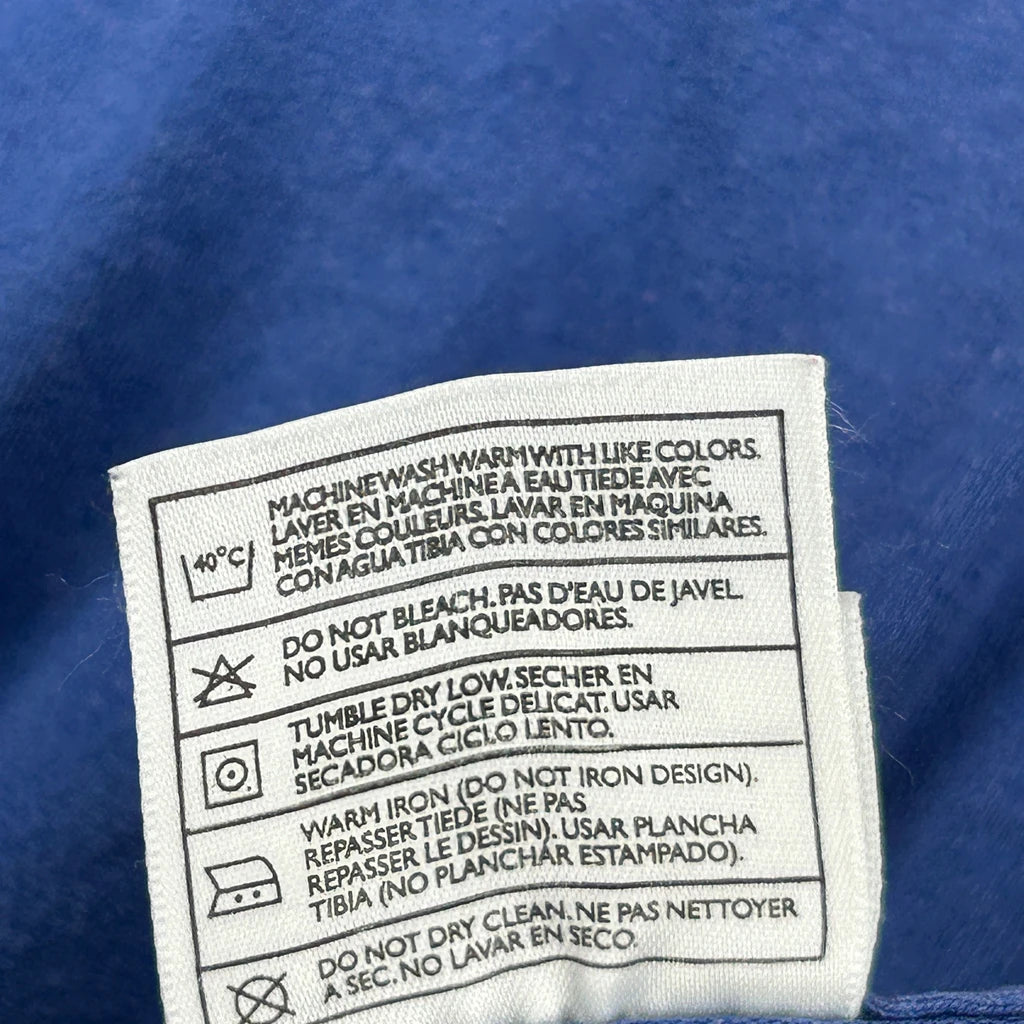 40°C
MACHINE WASH WARM WITH LIKE COLORS.
LAVER EN MACHINE A EAU TIEDE AVEC
MEMES COULEURS. LAVAR EN MAQUINA
CON AGUA TIBIA CON COLORES SIMILARES.
DO NOT BLEACH. PAS D'EAU DE JAVEL.
NO USAR BLANQUEADORES.
TUMBLE DRY LOW. SECHER EN
MACHINE CYCLE DELICAT. USAR
SECADORA CICLO LENTO.
WARM IRON (DO NOT IRON DESIGN).
REPASSER TIEDE (NE PAS
REPASSER LE DESSIN). USAR PLANCHA
TIBIA (NO PLANCHAR ESTAMPADO).
DO NOT DRY CLEAN. NE PAS NETTOYER
A SEC. NO LAVAR EN SECO.